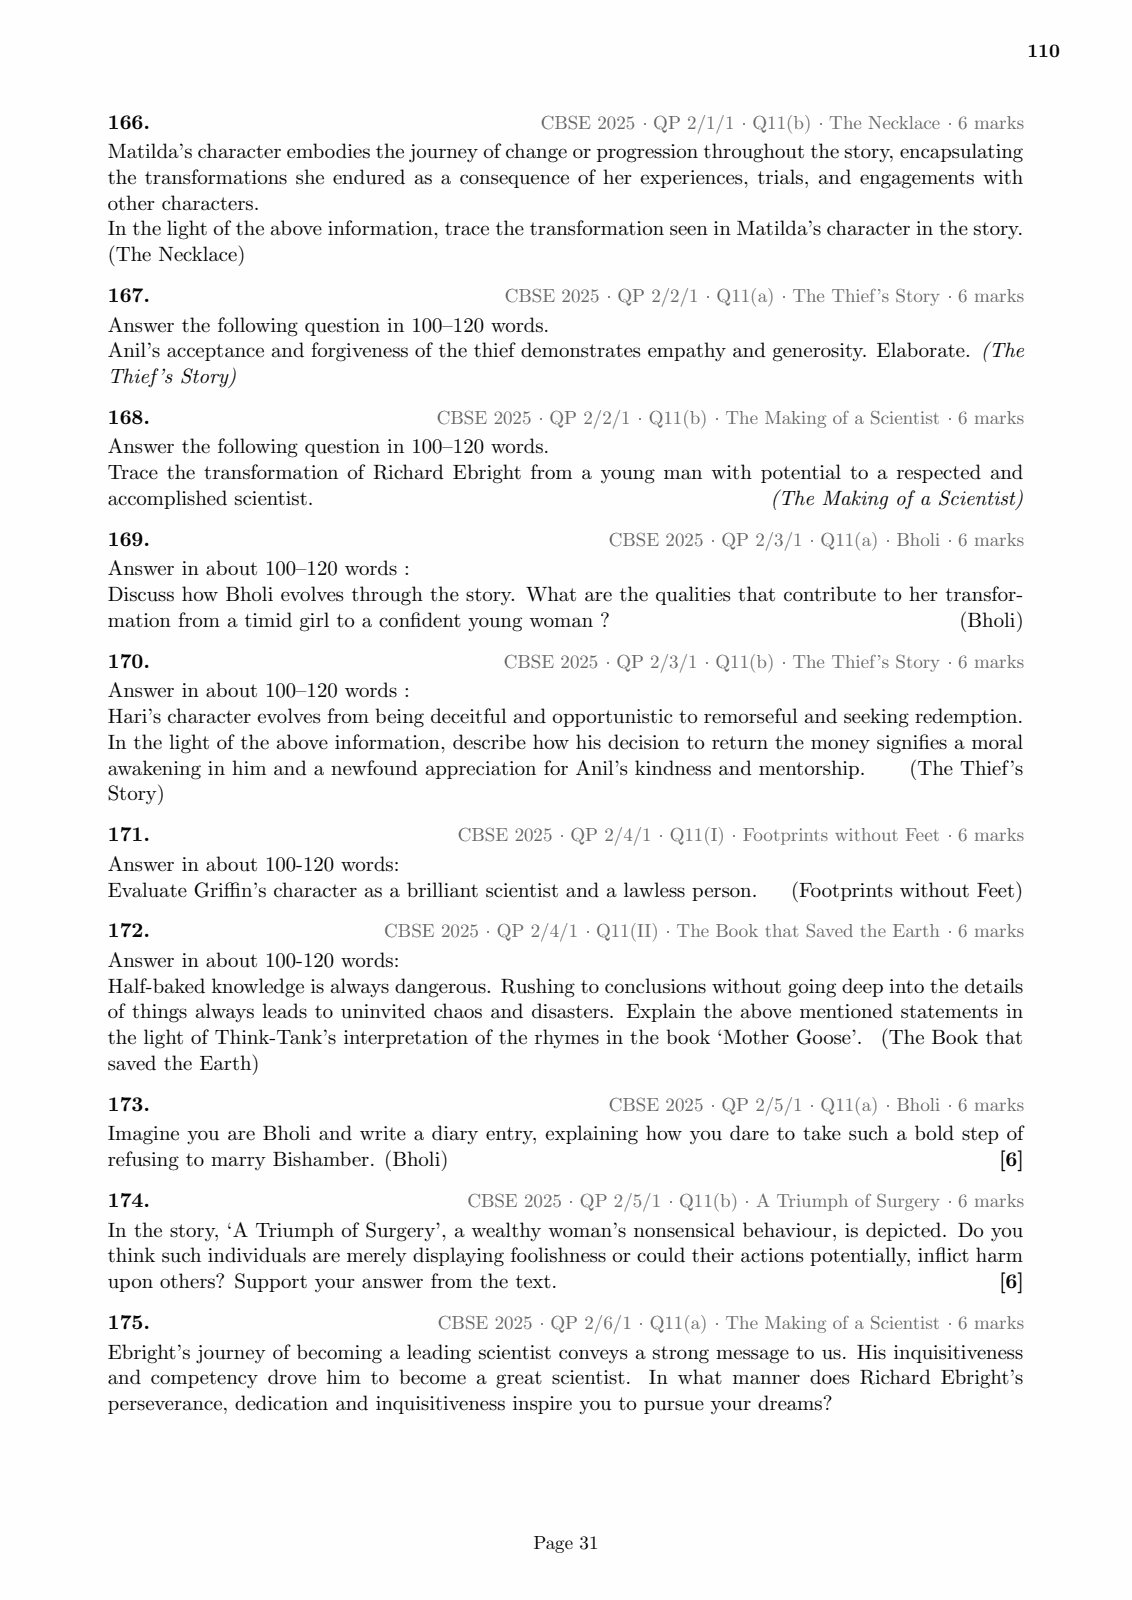 110
166. CBSE 2025 · QP 2/1/1 · Q11(b) · The Necklace · 6 marks
Matilda's character embodies the journey of change or progression throughout the story, encapsulating
the transformations she endured as a consequence of her experiences, trials, and engagements with
other characters.
In the light of the above information, trace the transformation seen in Matilda's character in the story.
(The Necklace)
167. CBSE 2025 · QP 2/2/1 · Q11(a) · The Thief's Story · 6 marks
Answer the following question in 100–120 words.
Anil's acceptance and forgiveness of the thief demonstrates empathy and generosity. Elaborate. (The
Thief's Story)
168. CBSE 2025 · QP 2/2/1 · Q11(b) · The Making of a Scientist · 6 marks
Answer the following question in 100–120 words.
Trace the transformation of Richard Ebright from a young man with potential to a respected and
accomplished scientist. (The Making of a Scientist)
169. CBSE 2025 · QP 2/3/1 · Q11(a) · Bholi · 6 marks
Answer in about 100–120 words :
Discuss how Bholi evolves through the story. What are the qualities that contribute to her transfor-
mation from a timid girl to a confident young woman ? (Bholi)
170. CBSE 2025 · QP 2/3/1 · Q11(b) · The Thief's Story · 6 marks
Answer in about 100–120 words :
Hari's character evolves from being deceitful and opportunistic to remorseful and seeking redemption.
In the light of the above information, describe how his decision to return the money signifies a moral
awakening in him and a newfound appreciation for Anil's kindness and mentorship. (The Thief's
Story)
171. CBSE 2025 · QP 2/4/1 · Q11(I) · Footprints without Feet · 6 marks
Answer in about 100-120 words:
Evaluate Griffin's character as a brilliant scientist and a lawless person. (Footprints without Feet)
172. CBSE 2025 · QP 2/4/1 · Q11(II) · The Book that Saved the Earth · 6 marks
Answer in about 100-120 words:
Half-baked knowledge is always dangerous. Rushing to conclusions without going deep into the details
of things always leads to uninvited chaos and disasters. Explain the above mentioned statements in
the light of Think-Tank's interpretation of the rhymes in the book ‘Mother Goose’. (The Book that
saved the Earth)
173. CBSE 2025 · QP 2/5/1 · Q11(a) · Bholi · 6 marks
Imagine you are Bholi and write a diary entry, explaining how you dare to take such a bold step of
refusing to marry Bishamber. (Bholi) [6]
174. CBSE 2025 · QP 2/5/1 · Q11(b) · A Triumph of Surgery · 6 marks
In the story, ‘A Triumph of Surgery’, a wealthy woman's nonsensical behaviour, is depicted. Do you
think such individuals are merely displaying foolishness or could their actions potentially, inflict harm
upon others? Support your answer from the text. [6]
175. CBSE 2025 · QP 2/6/1 · Q11(a) · The Making of a Scientist · 6 marks
Ebright's journey of becoming a leading scientist conveys a strong message to us. His inquisitiveness
and competency drove him to become a great scientist. In what manner does Richard Ebright's
perseverance, dedication and inquisitiveness inspire you to pursue your dreams?
Page 31